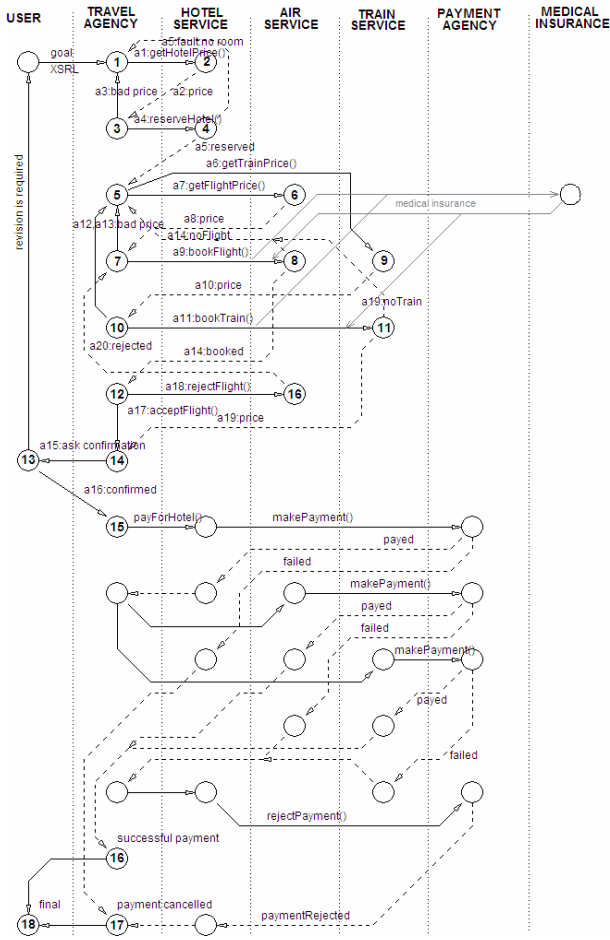 USER
TRAVEL AGENCY
HOTEL SERVICE
AIR SERVICE
TRAIN SERVICE
PAYMENT AGENCY
MEDICAL INSURANCE
a5:fault:no room
goal
a1:getHotelPrice()
XSRL
1
2
a3:bad price
a2:price
a4:reserveHotel()
3
4
a5:reserved
a6:getTrainPrice()
a7:getFlightPrice()
5
6
medical insurance
revision is required
a12,a13:bad price
a8:price
a14:noFlight
a9:bookFlight()
7
8
9
a10:price
a19:noTrain
a11:bookTrain()
10
11
a20:rejected
a14:booked
a18:rejectFlight()
12
16
a17:acceptFlight()
a19:price
a15:ask confirmation
13
14
a16:confirmed
15
payForHotel()
makePayment()
payed
failed
makePayment()
payed
failed
makePayment()
payed
failed
rejectPayment()
successful payment
16
final
payment cancelled
paymentRejected
18
17